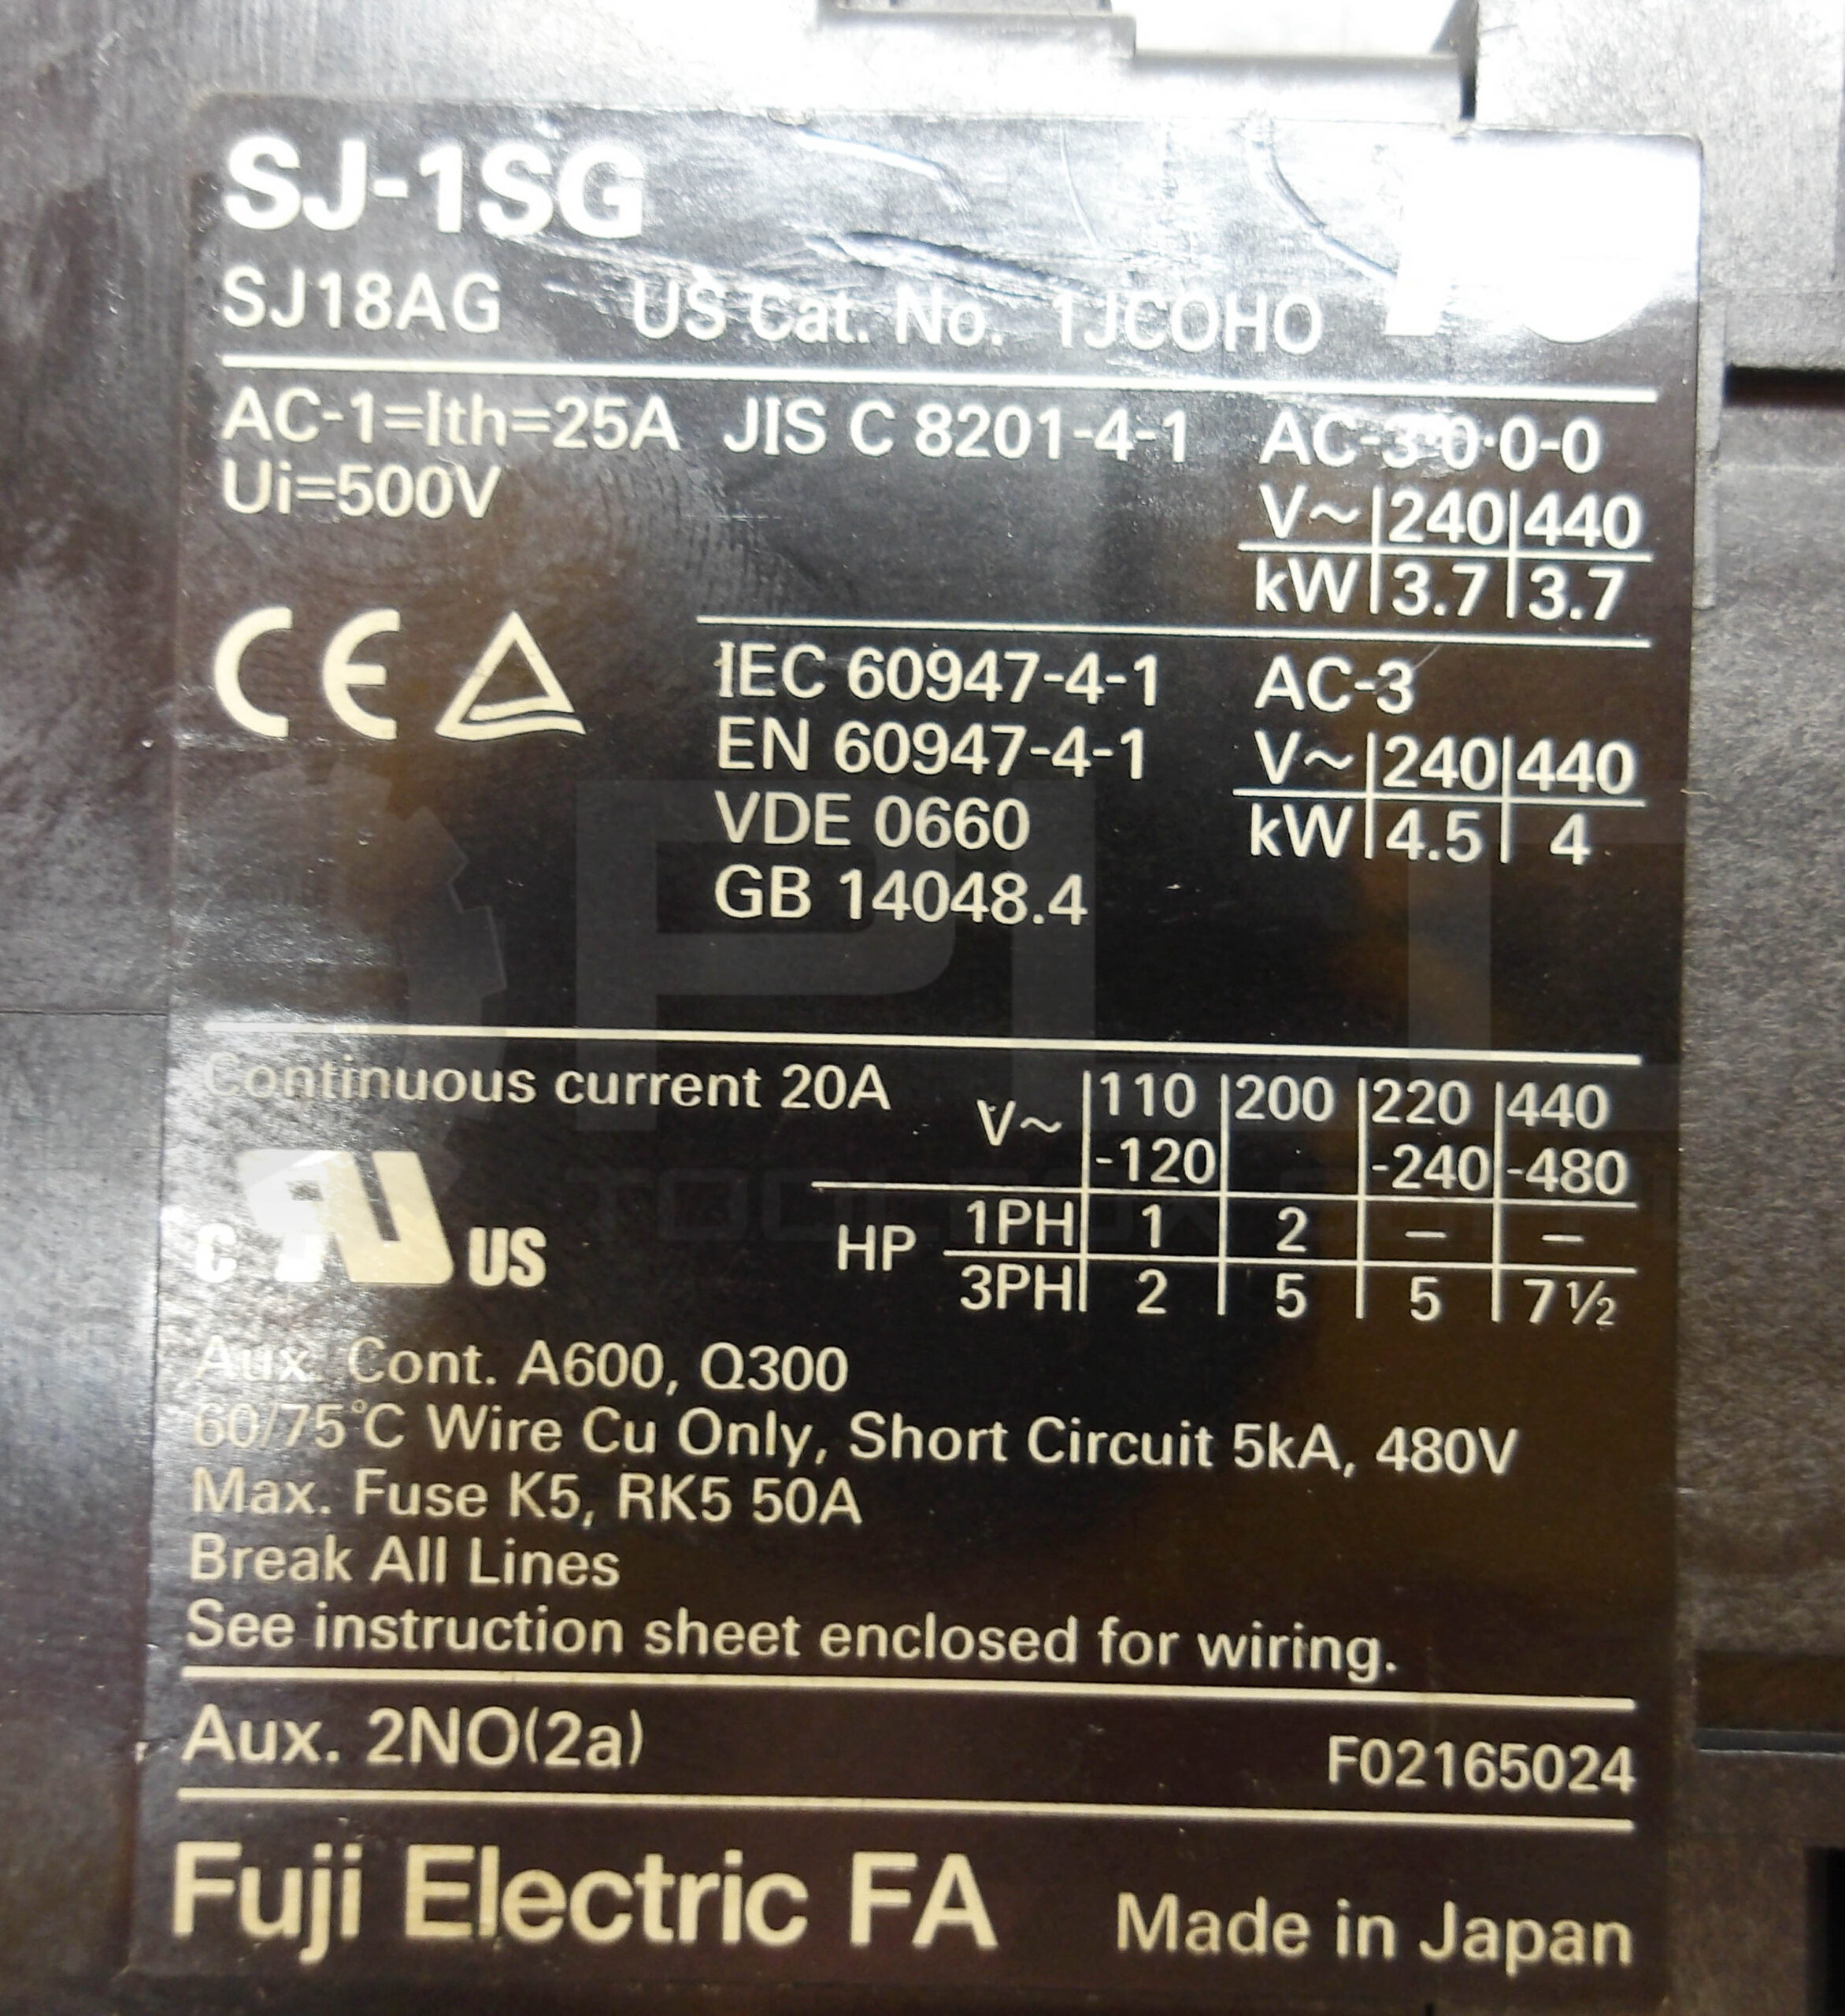 SJ-1SG
SJ18AG US Cat. No. 1JC0H0
AC-1=Ith=25A JIS C 8201-4-1 AC-3·0·0-0
Ui=500V
V~ 240 440
kW 3.7 3.7
CE
IEC 60947-4-1 AC-3
EN 60947-4-1 V~ 240 440
VDE 0660 kW 4.5 4
GB 14048.4
Continuous current 20A
V~ 110 -120 200 220 -240 440 -480
HP 1PH 1 2 – –
3PH 2 5 5 7 ½
C US
Aux. Cont. A600, Q300
60/75°C Wire Cu Only, Short Circuit 5kA, 480V
Max. Fuse K5, RK5 50A
Break All Lines
See instruction sheet enclosed for wiring.
Aux. 2NO(2a) F02165024
Fuji Electric FA Made in Japan